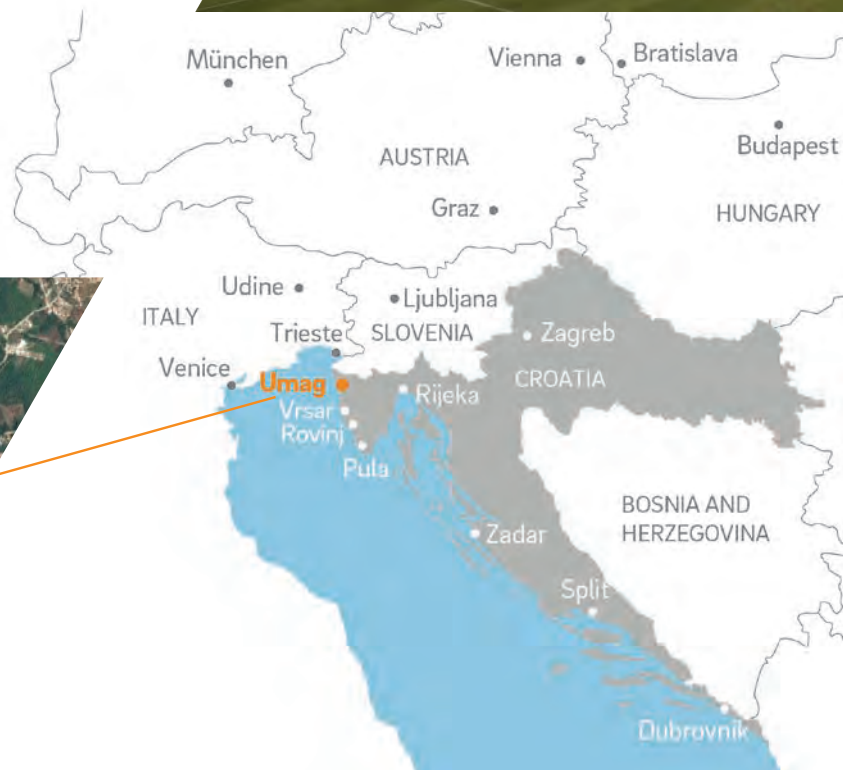 München
Vienna
Bratislava
Budapest
AUSTRIA
Graz
HUNGARY
Udine
Ljubljana
ITALY
Trieste
SLOVENIA
Zagreb
Venice
Umag
Rijeka
CROATIA
Vrsar
Rovinj
Pula
BOSNIA AND
HERZEGOVINA
Zadar
Split
Dubrovnik